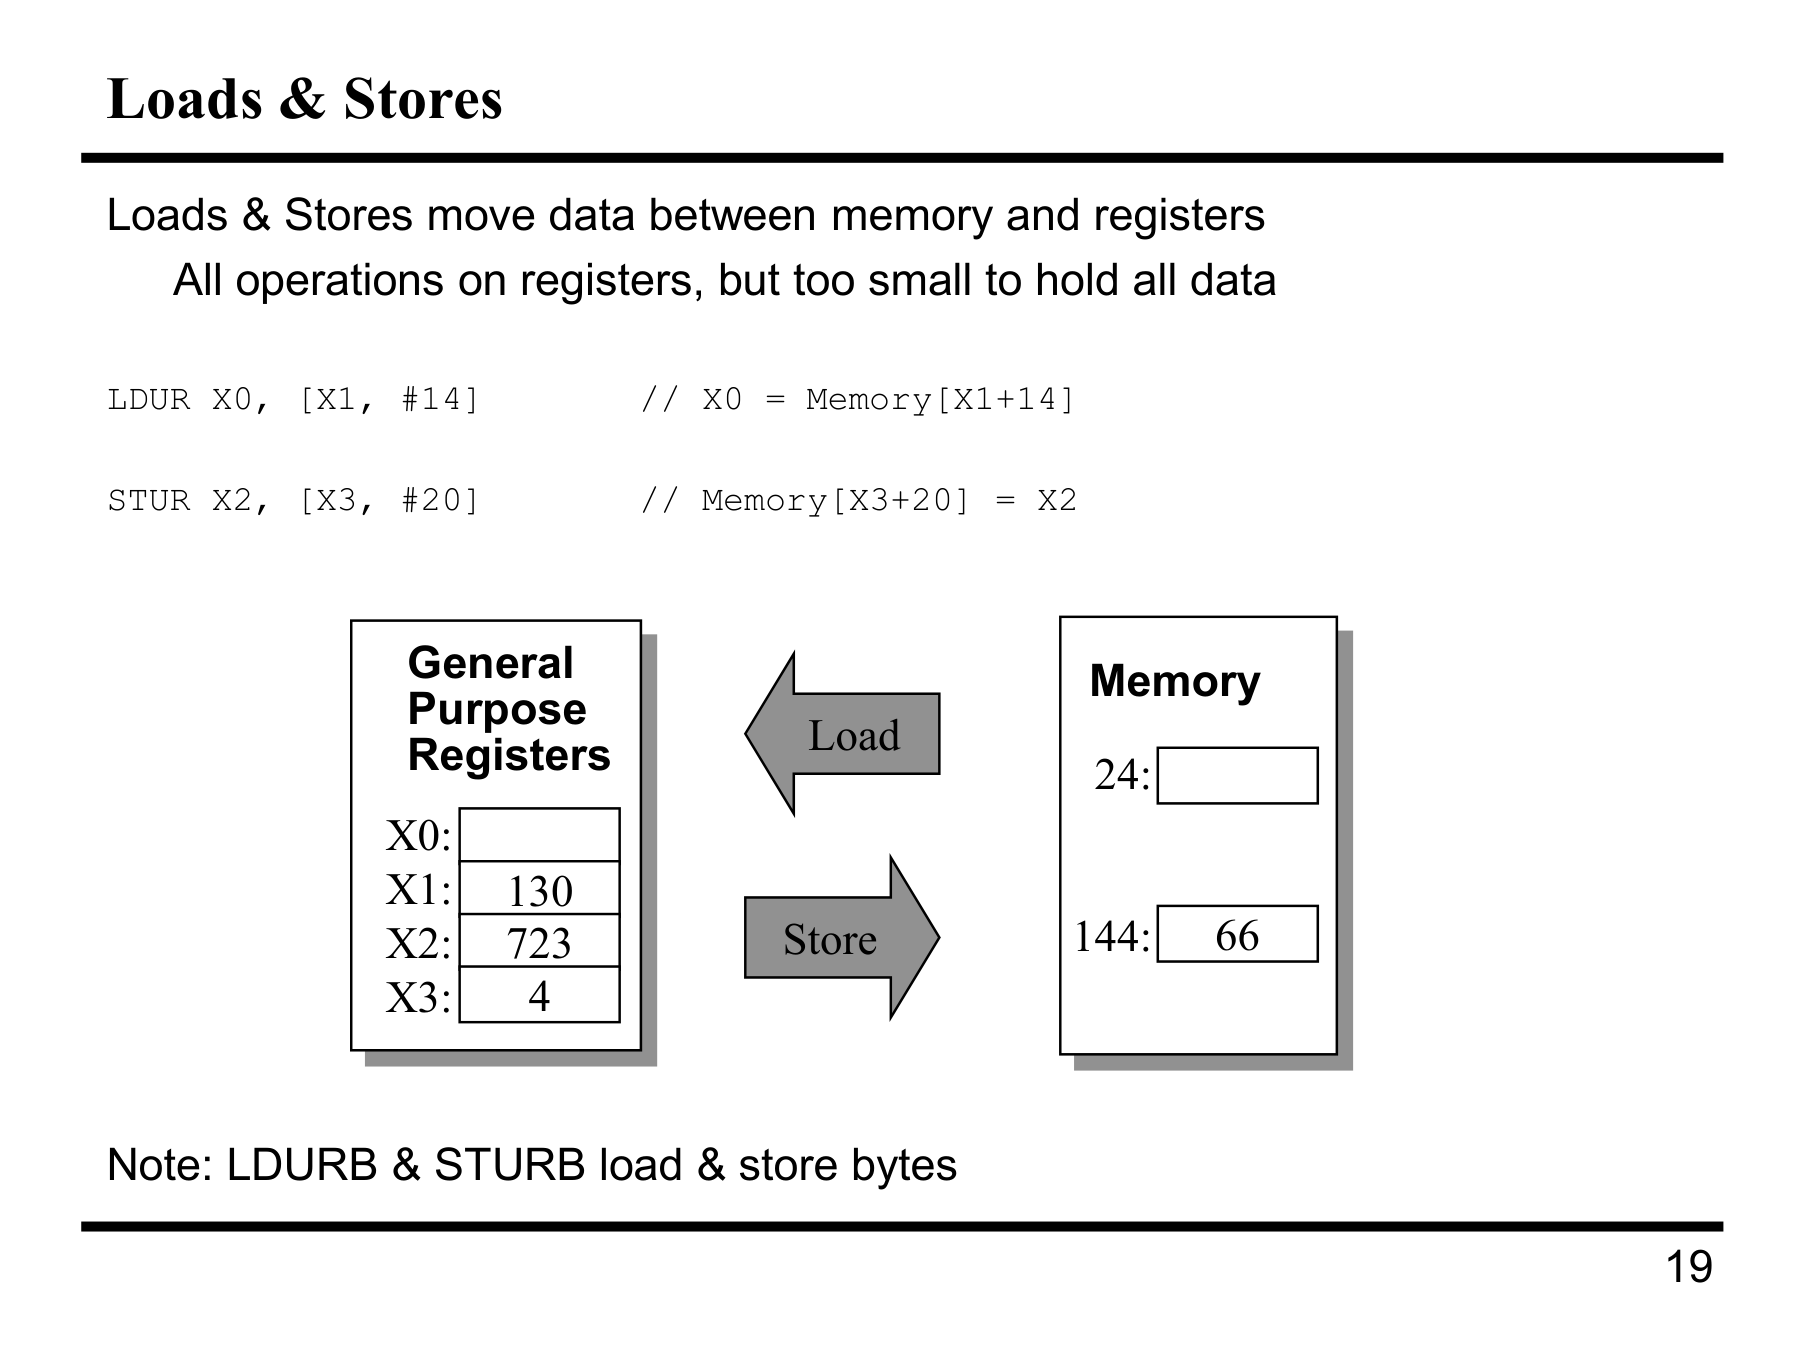 Loads & Stores
Loads & Stores move data between memory and registers
All operations on registers, but too small to hold all data
LDUR X0, [X1, #14] // X0 = Memory[X1+14]
STUR X2, [X3, #20] // Memory[X3+20] = X2
General
Purpose
Registers
X0:
X1: 130
X2: 723
X3: 4
Load
Store
Memory
24:
144: 66
Note: LDURB & STURB load & store bytes
19